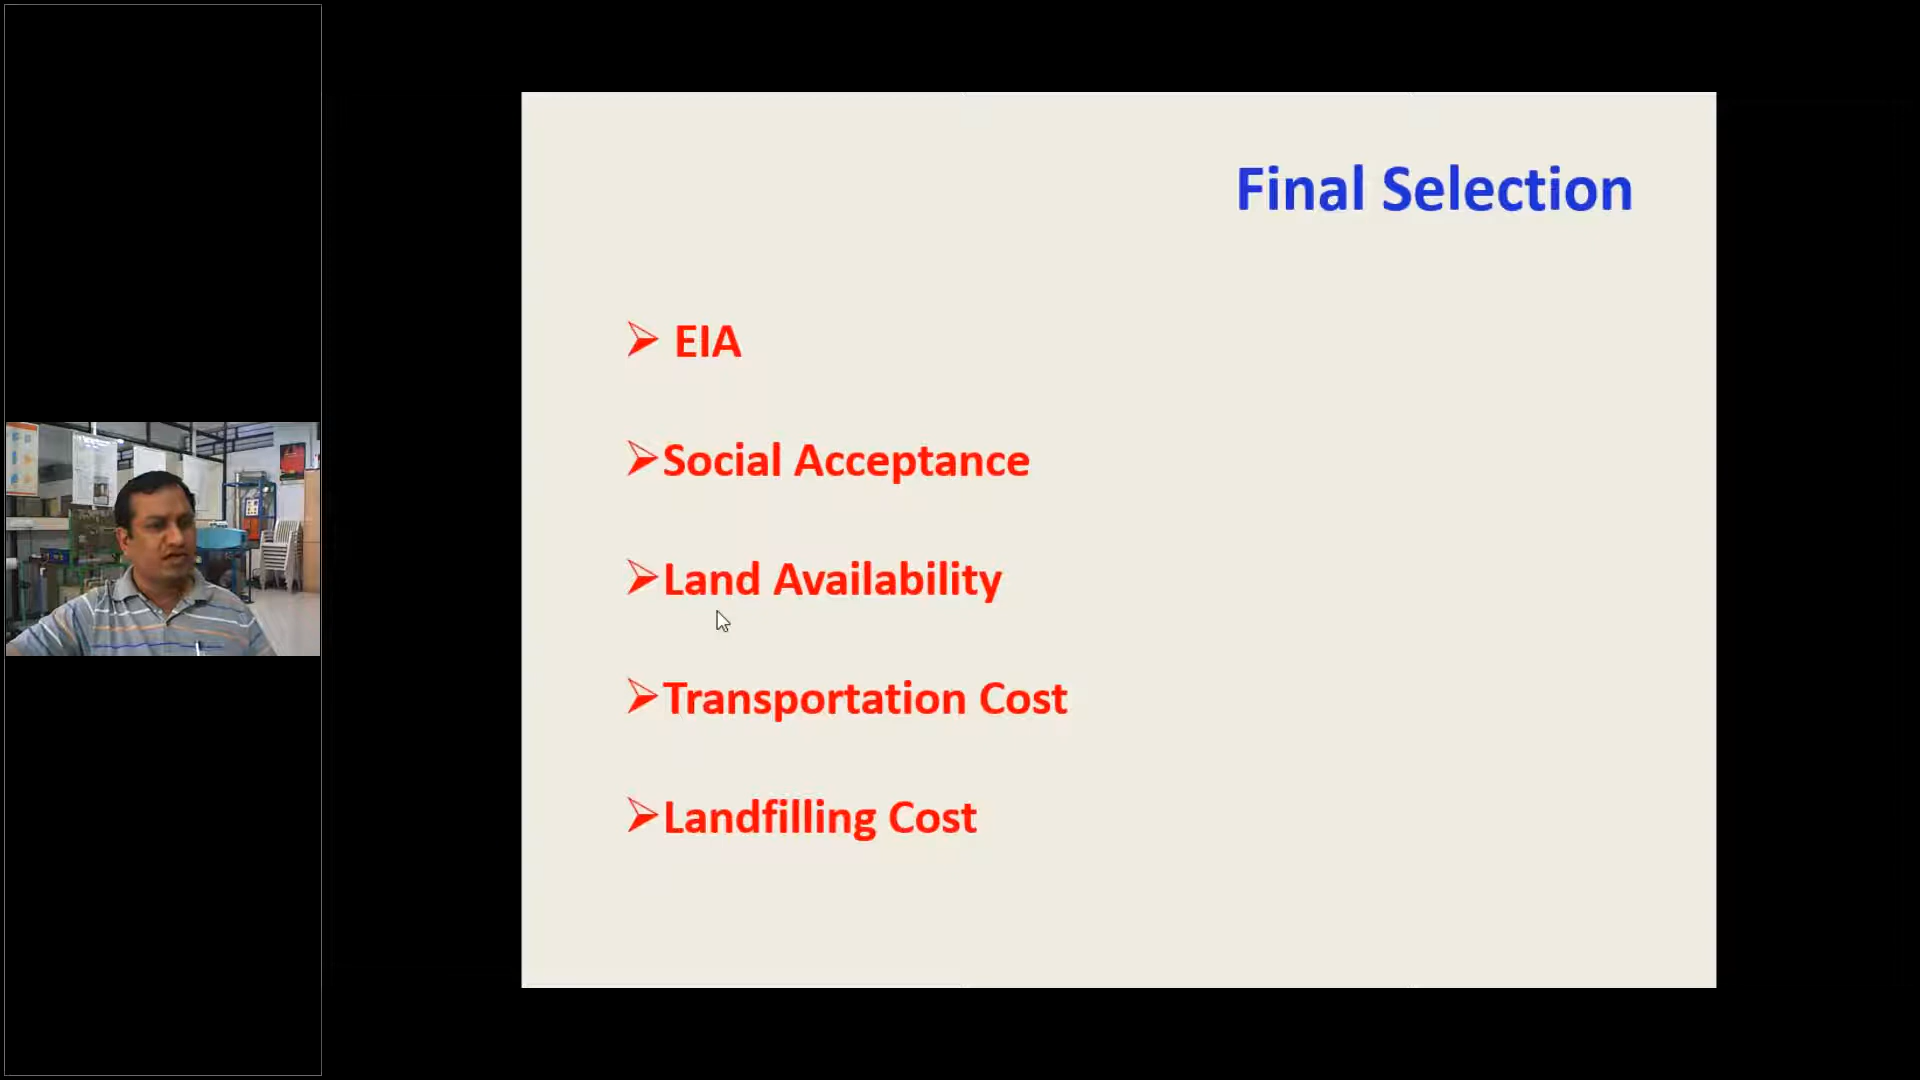 Final Selection
EIA
Social Acceptance
Land Availability
Transportation Cost
Landfilling Cost